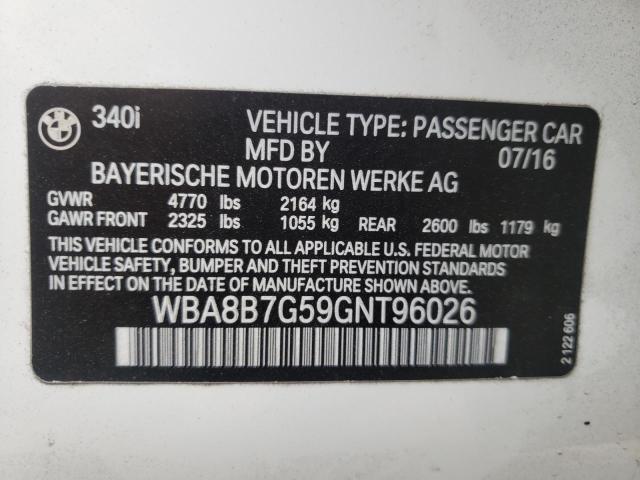 BMW 340i VEHICLE TYPE: PASSENGER CAR
MFD BY 07/16
BAYERISCHE MOTOREN WERKE AG
GVWR 4770 lbs 2164 kg
GAWR FRONT 2325 lbs 1055 kg REAR 2600 lbs 1179 kg
THIS VEHICLE CONFORMS TO ALL APPLICABLE U.S. FEDERAL MOTOR
VEHICLE SAFETY, BUMPER AND THEFT PREVENTION STANDARDS
IN EFFECT ON THE DATE OF MANUFACTURE SHOWN ABOVE.
WBA8B7G59GNT96026
2 122 606